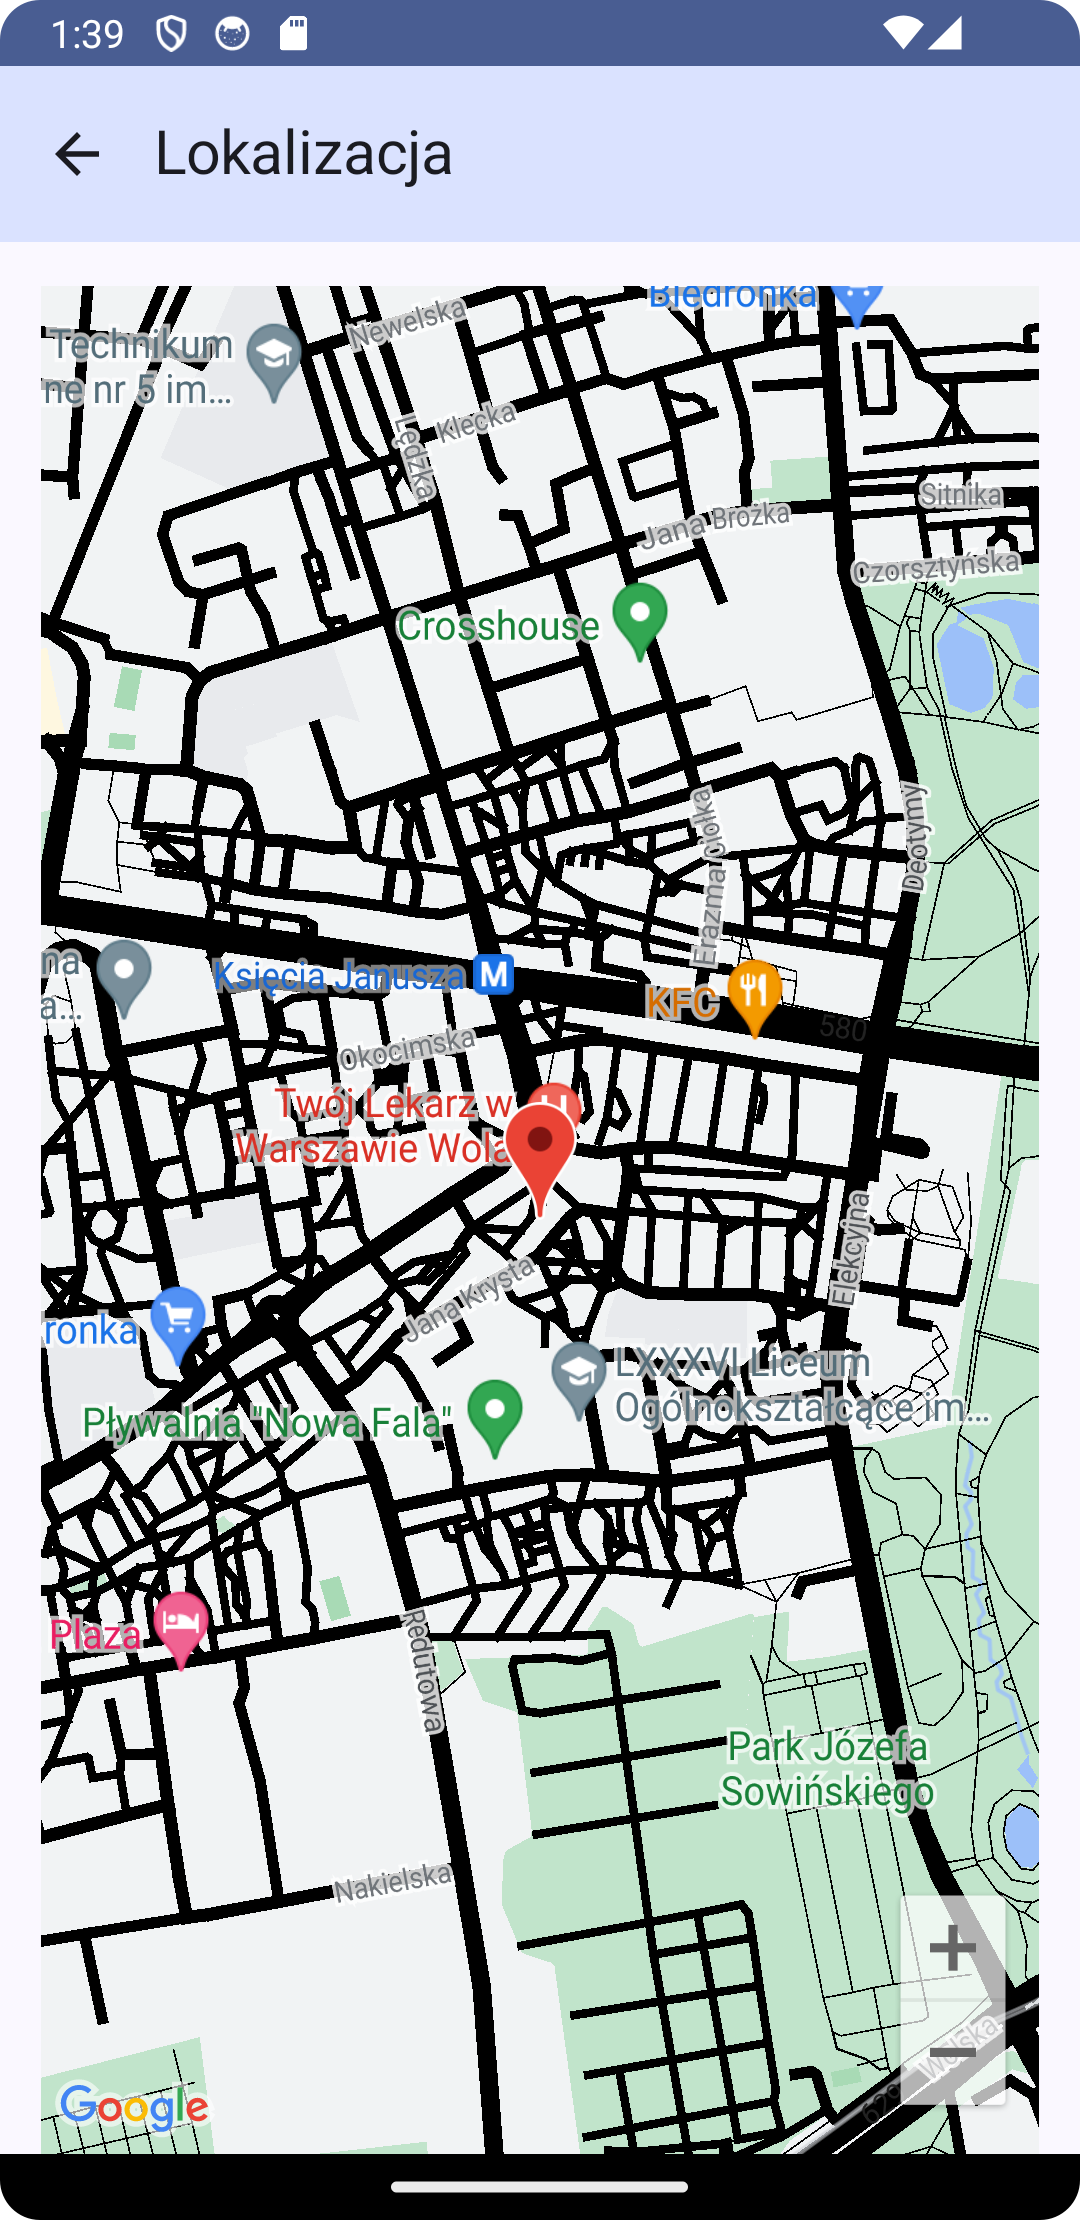 1:39
Lokalizacja
Biedronka
Newelska
Technikum
ne nr 5 im...
Klecka
Lędzka
Sitnika
Jana Brożka
Czorsztyńska
Crosshouse
Deotymy
Erazma Ciołka
na
a...
Księcia Janusza M
KFC
580
Okocimska
Twój Lekarz w
Warszawie Wola
Elekcyjna
Jana Krysta
ronka
LXXXVI Liceum
Ogólnokształcące im...
Pływalnia "Nowa Fala"
Plaza
Redutowa
Park Józefa
Sowińskiego
Nakielska
+
−
Wolska
Google